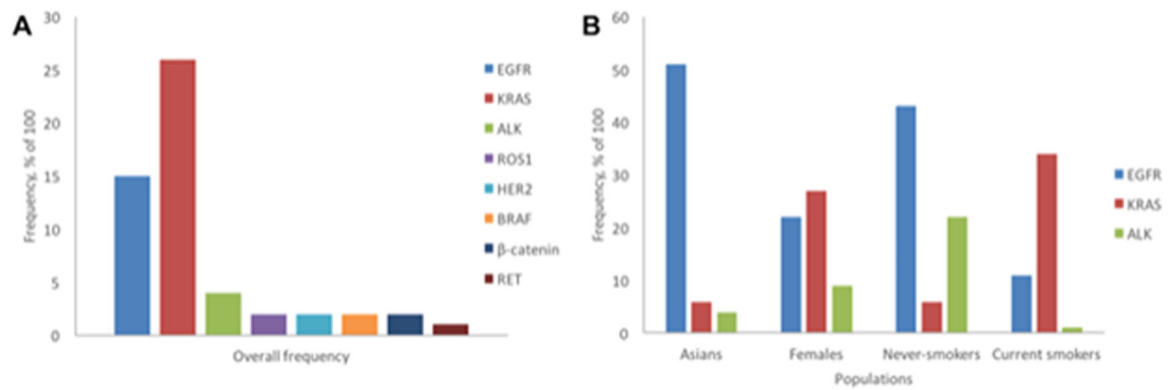 A
30
25
20
15
10
5
0
Frequency, % of 100
Overall frequency
EGFR
KRAS
ALK
ROS1
HER2
BRAF
β-catenin
RET
B
60
50
40
30
20
10
0
Frequency, % of 100
Asians
Females
Never-smokers
Current smokers
Populations
EGFR
KRAS
ALK